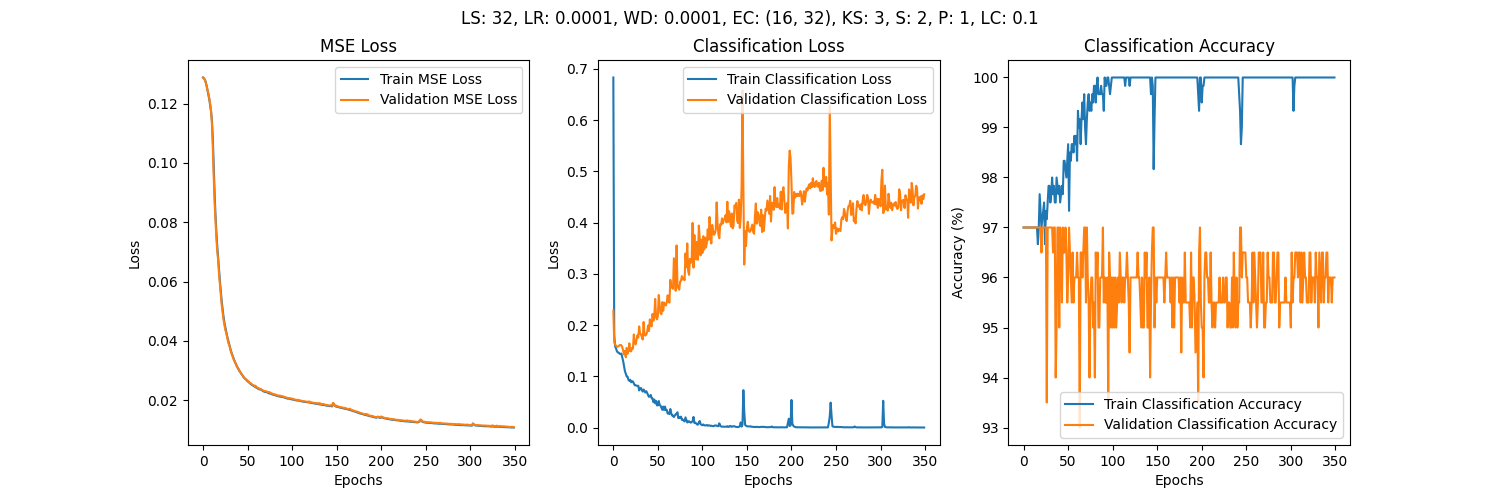 LS: 32, LR: 0.0001, WD: 0.0001, EC: (16, 32), KS: 3, S: 2, P: 1, LC: 0.1
MSE Loss
Train MSE Loss
Validation MSE Loss
0.12
0.10
0.08
0.06
0.04
0.02
Loss
0 50 100 150 200 250 300 350
Epochs
Classification Loss
Train Classification Loss
Validation Classification Loss
0.7
0.6
0.5
0.4
0.3
0.2
0.1
0.0
Loss
0 50 100 150 200 250 300 350
Epochs
Classification Accuracy
100
99
98
97
96
95
94
93
Accuracy (%)
Train Classification Accuracy
Validation Classification Accuracy
0 50 100 150 200 250 300 350
Epochs